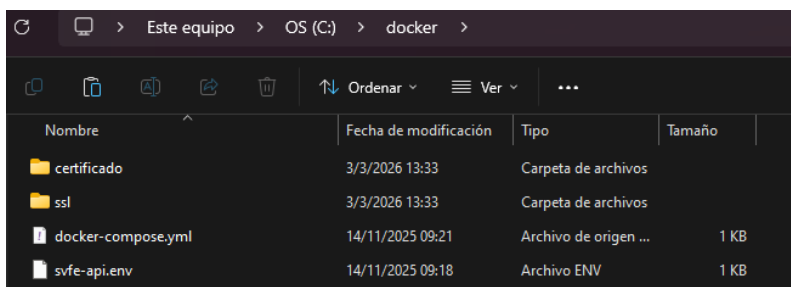 Este equipo > OS (C:) > docker >
Ordenar Ver ...
Nombre Fecha de modificación Tipo Tamaño
certificado 3/3/2026 13:33 Carpeta de archivos
ssl 3/3/2026 13:33 Carpeta de archivos
docker-compose.yml 14/11/2025 09:21 Archivo de origen ... 1 KB
svfe-api.env 14/11/2025 09:18 Archivo ENV 1 KB